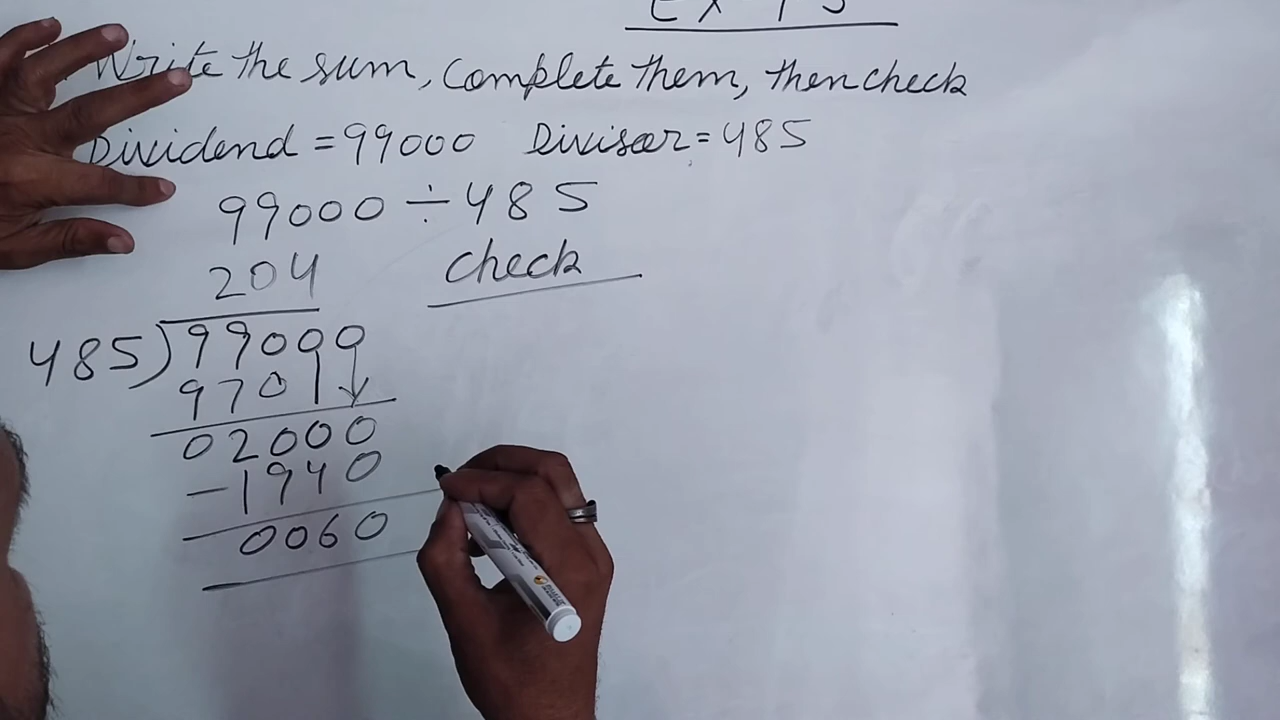 Write the sum, Complete them, then check
Dividend = 99000 Divisor = 485
99000 ÷ 485
204 check
485)99000
970
02000
-1940
0060